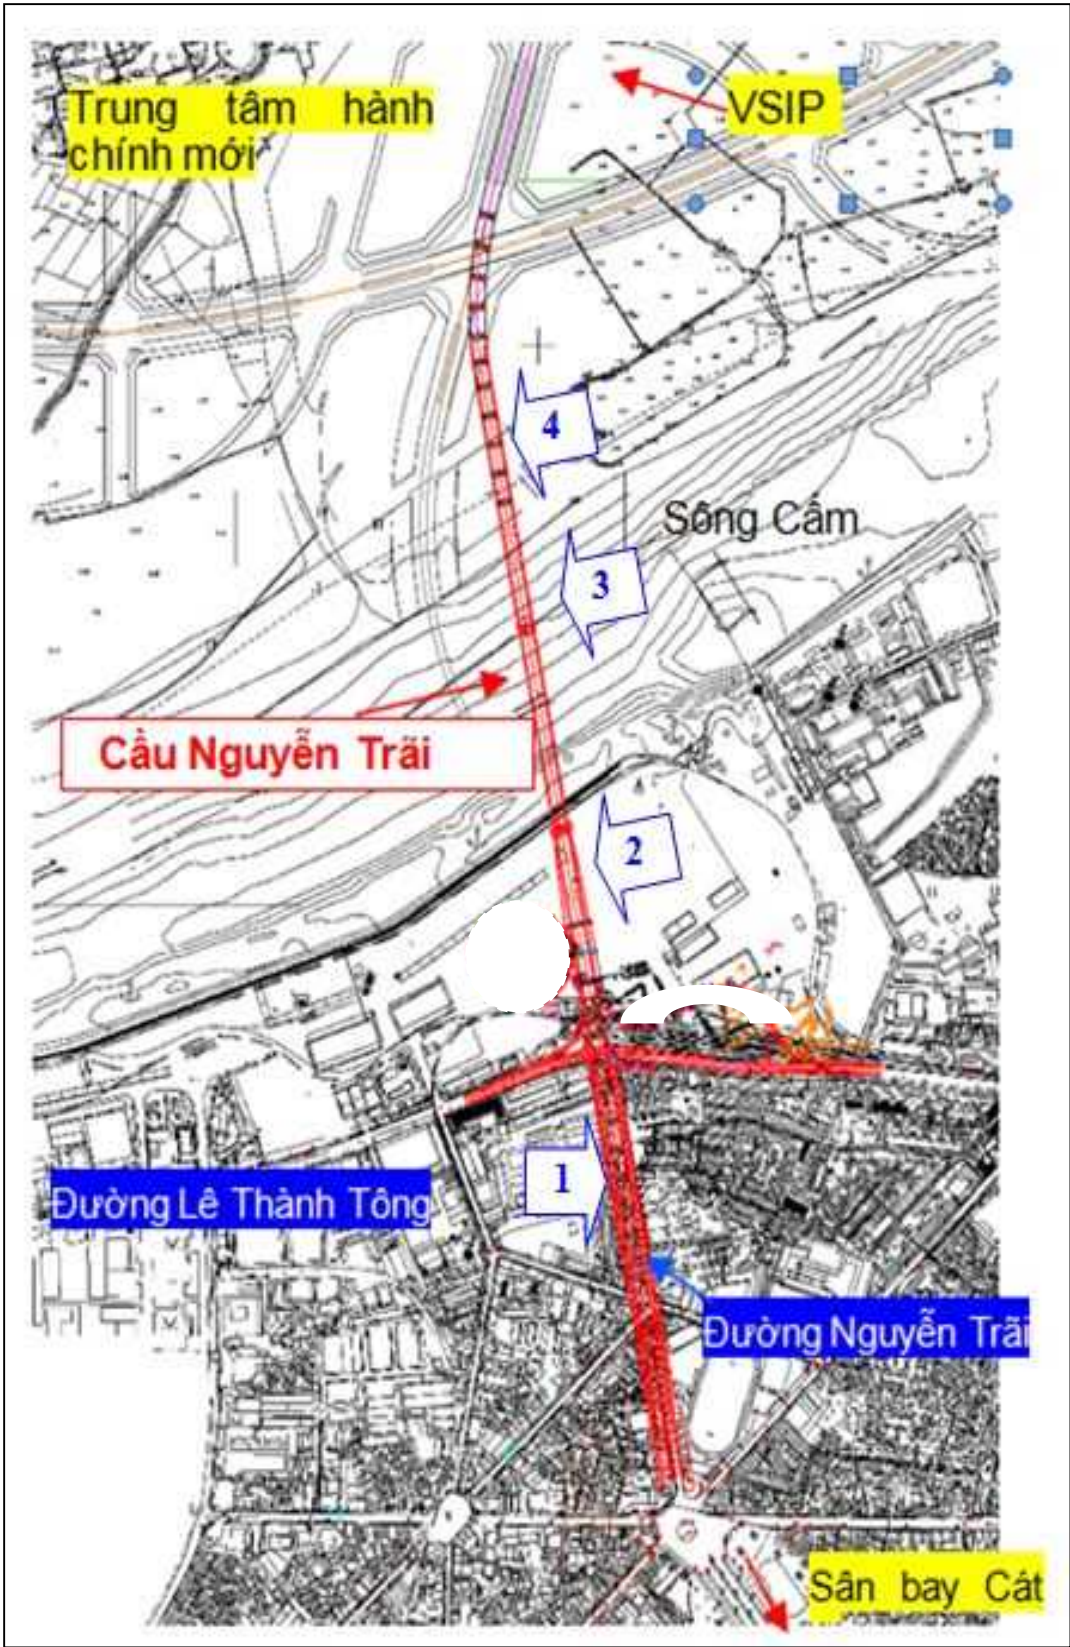 Trung tâm hành
chính mới
VSIP
4
Sông Cấm
3
Cầu Nguyễn Trãi
2
1
Đường Lê Thành Tông
Đường Nguyễn Trãi
Sân bay Cát